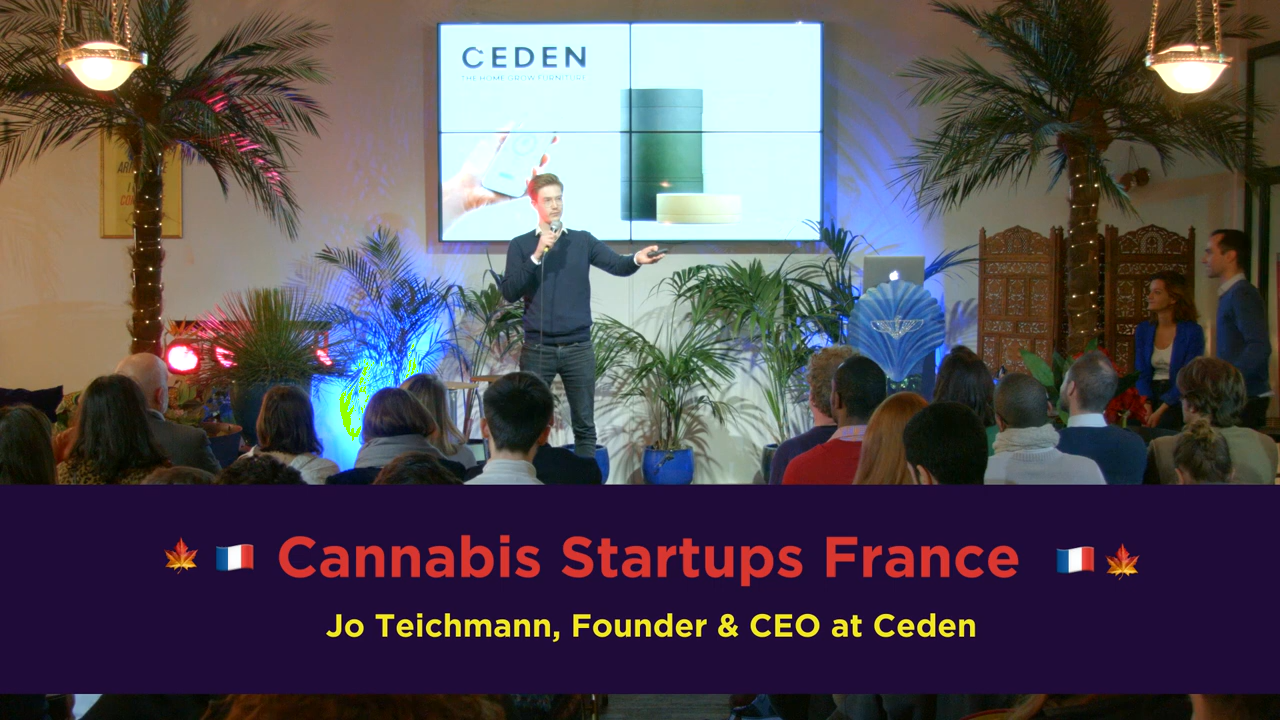 CEDEN
THE HOME GROW FURNITURE
Cannabis Startups France
Jo Teichmann, Founder & CEO at Ceden